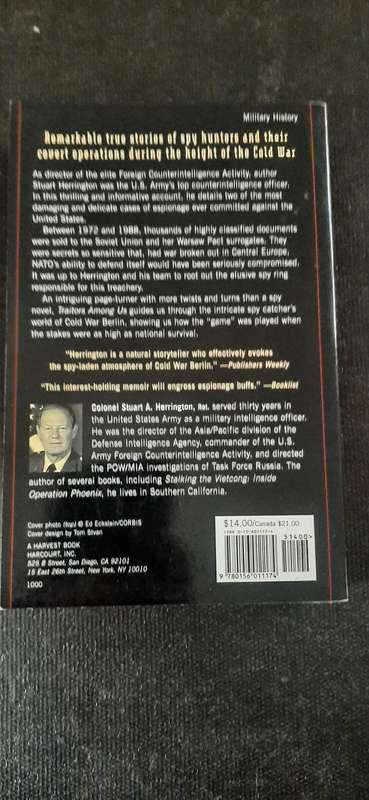 Military History
Remarkable true stories of spy hunters and their
covert operations during the height of the Cold War
As director of the elite Foreign Counterintelligence Activity, author
Stuart Herrington was the U.S. Army's top counterintelligence officer.
In this thrilling and informative account, he details two of the most
damaging and delicate cases of espionage ever committed against the
United States.
Between 1972 and 1988, thousands of highly classified documents
were sold to the Soviet Union and her Warsaw Pact surrogates. They
were secrets so sensitive that, had war broken out in Central Europe,
NATO's ability to defend itself would have been seriously compromised.
It was up to Herrington and his team to root out the elusive spy ring
responsible for this treachery.
An intriguing page-turner with more twists and turns than a spy
novel, Traitors Among Us guides us through the intricate spy catcher's
world of Cold War Berlin, showing us how the "game" was played when
the stakes were as high as national survival.
"Herrington is a natural storyteller who effectively evokes
the spy-laden atmosphere of Cold War Berlin." —Publishers Weekly
"This interest-holding memoir will engross espionage buffs." —Booklist
Colonel Stuart A. Herrington, Ret. served thirty years in
the United States Army as a military intelligence officer.
He was the director of the Asia/Pacific division of the
Defense Intelligence Agency, commander of the U.S.
Army Foreign Counterintelligence Activity, and directed
the POW/MIA investigations of Task Force Russia. The
author of several books, including Stalking the Vietcong: Inside
Operation Phoenix, he lives in Southern California.
Cover photo (top) © Ed Eckstein/CORBIS
Cover design by Tom Stvan
A HARVEST BOOK
HARCOURT, INC.
525 B Street, San Diego, CA 92101
15 East 26th Street, New York, NY 10010
1000
$14.00/Canada $21.00
ISBN 0-15-601117-4
51400>
9 780156 011174